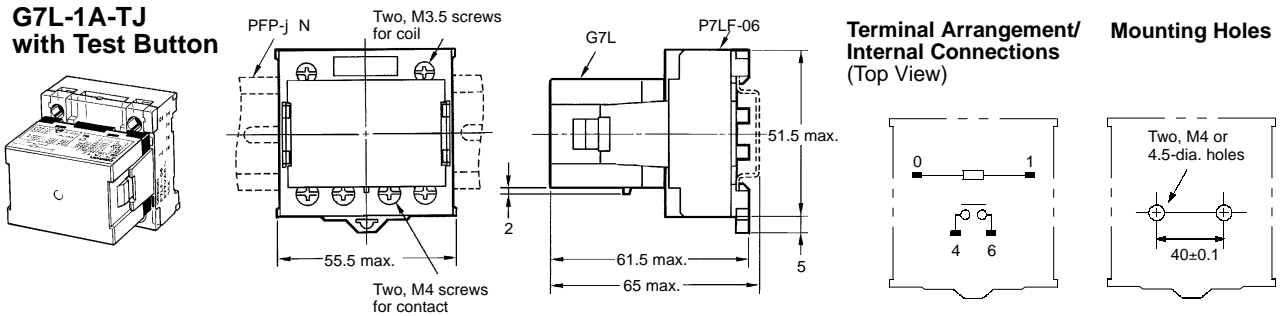 G7L-1A-TJ
with Test Button
PFP-j N
Two, M3.5 screws
for coil
55.5 max.
Two, M4 screws
for contact
2
G7L
P7LF-06
51.5 max.
61.5 max.
65 max.
5
Terminal Arrangement/
Internal Connections
(Top View)
0 1
4 6
Mounting Holes
Two, M4 or
4.5-dia. holes
40±0.1